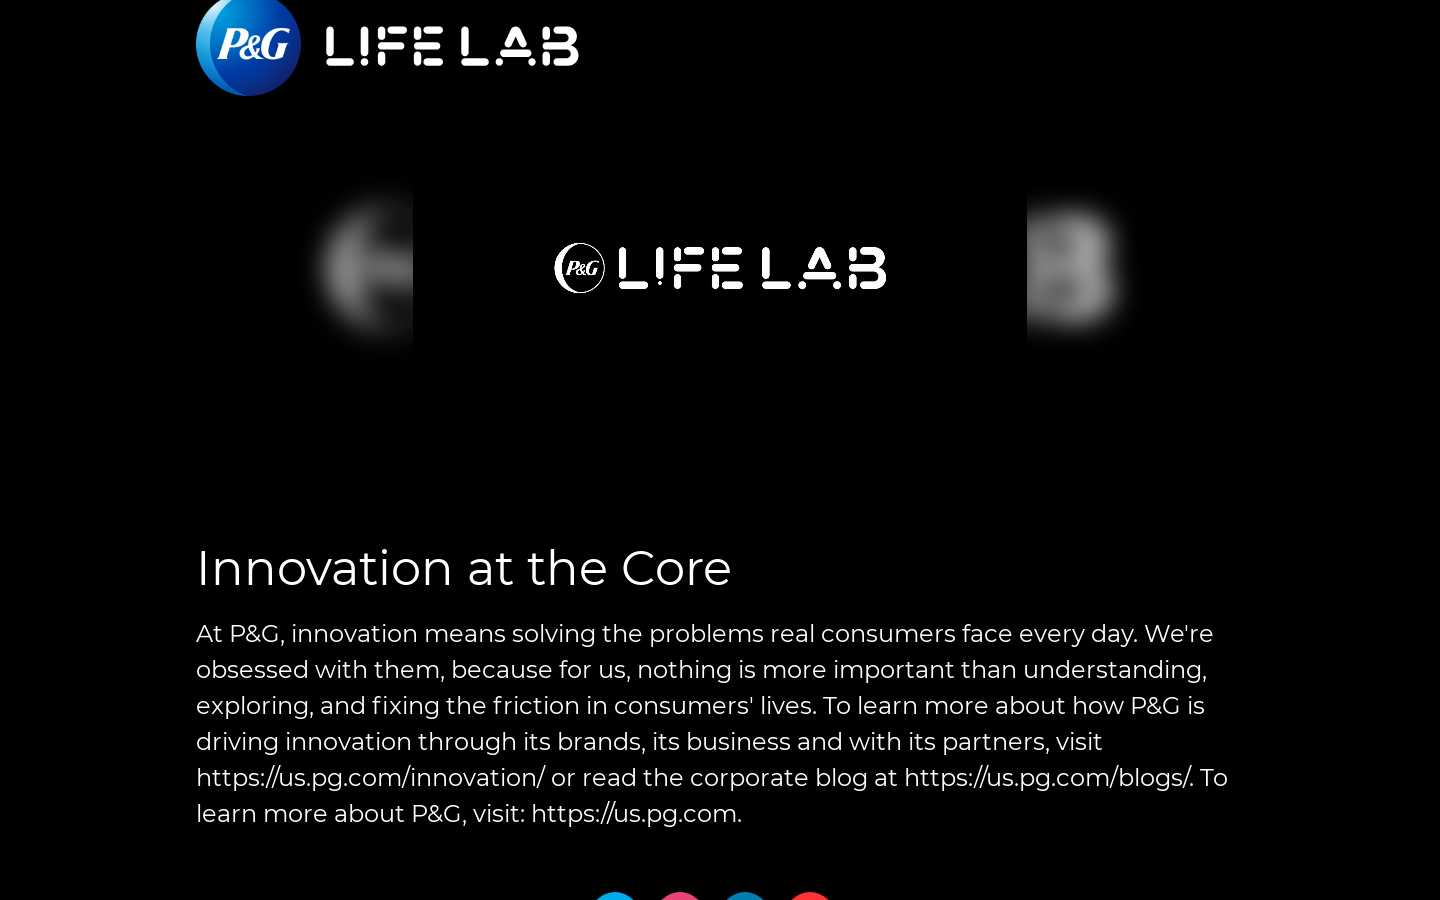 P&G LIFE LAB
P&G LIFE LAB
Innovation at the Core
At P&G, innovation means solving the problems real consumers face every day. We're
obsessed with them, because for us, nothing is more important than understanding,
exploring, and fixing the friction in consumers' lives. To learn more about how P&G is
driving innovation through its brands, its business and with its partners, visit
https://us.pg.com/innovation/ or read the corporate blog at https://us.pg.com/blogs/. To
learn more about P&G, visit: https://us.pg.com.